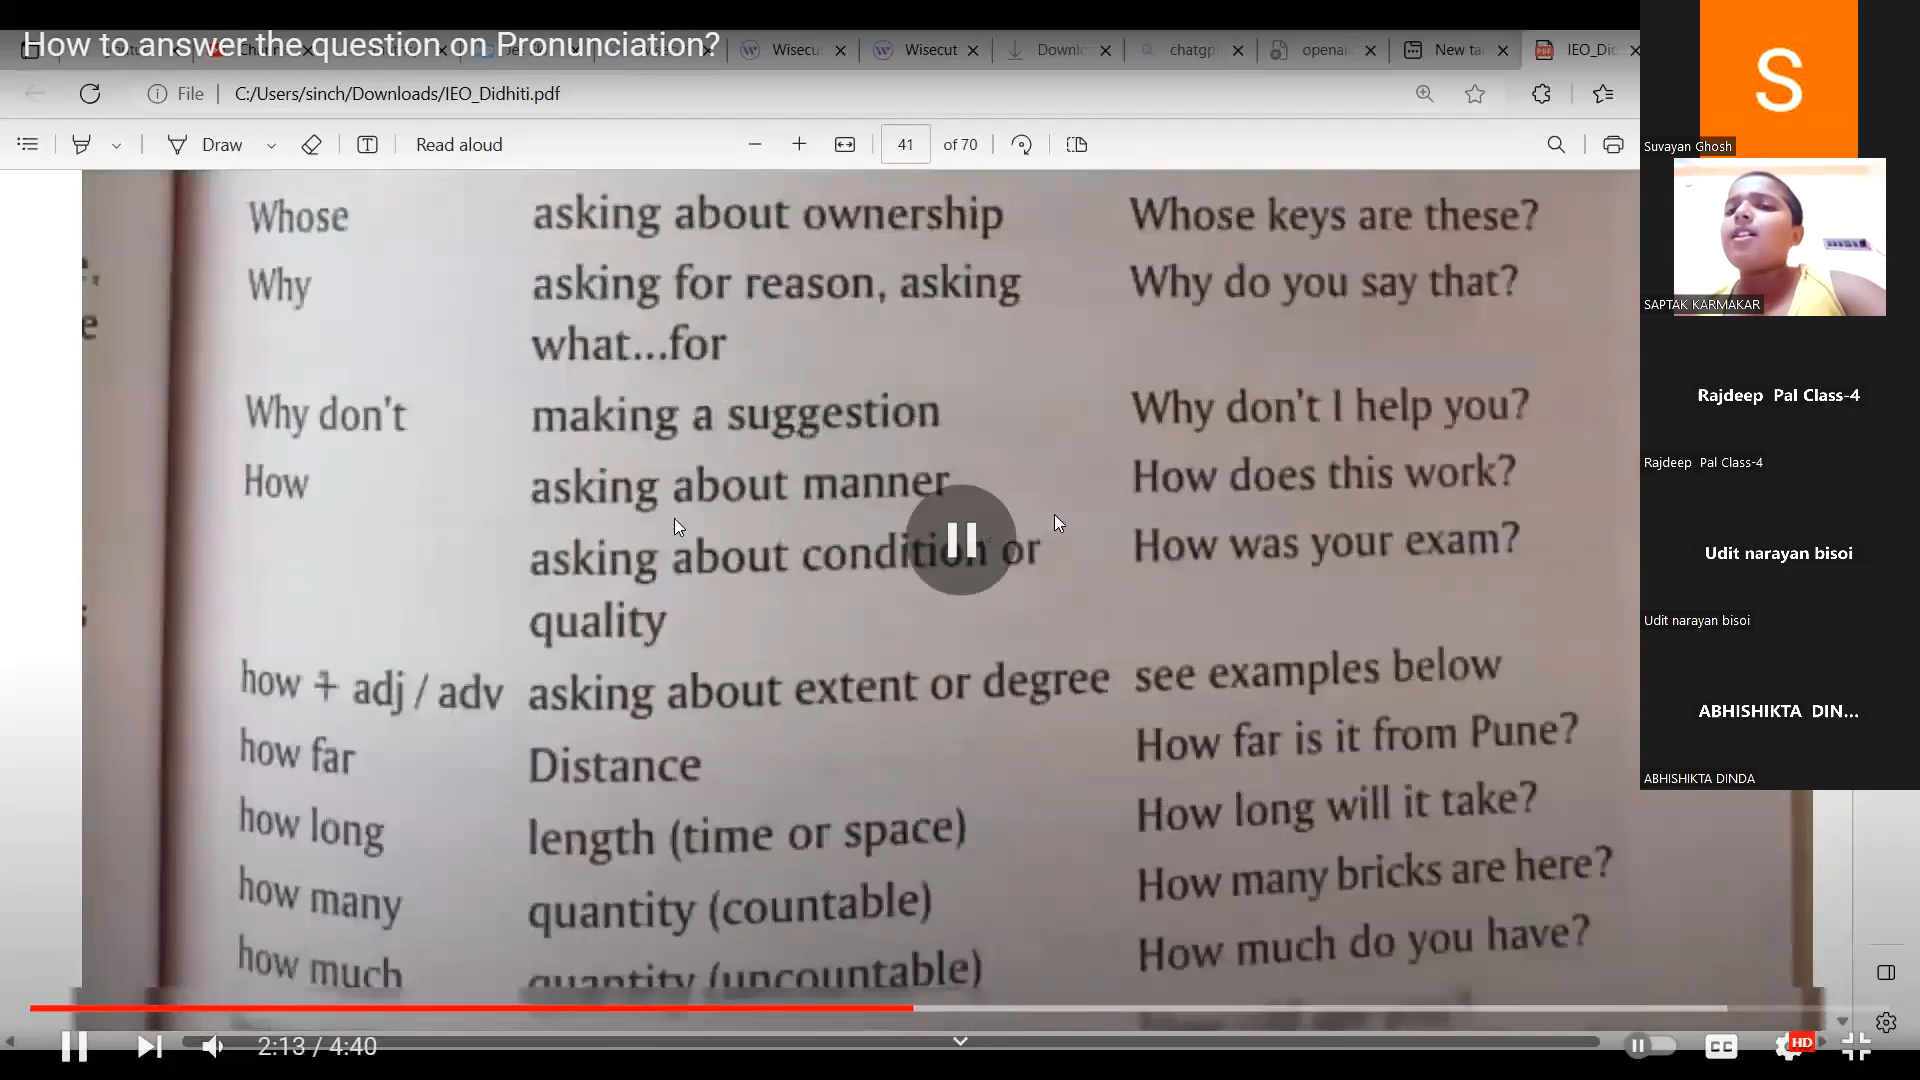 How to answer the question on Pronunciation?
Wisecu
Wisecut
Downlo
chatgp
openai
New ta
IEO_Did
File
C:/Users/sinch/Downloads/IEO_Didhiti.pdf
Draw
Read aloud
41
of 70
Whose asking about ownership Whose keys are these?
Why asking for reason, asking Why do you say that?
what...for
Why don't making a suggestion Why don't I help you?
How asking about manner How does this work?
asking about condition or How was your exam?
quality
how + adj / adv asking about extent or degree see examples below
how far Distance How far is it from Pune?
how long length (time or space) How long will it take?
how many quantity (countable) How many bricks are here?
how much quantity (uncountable) How much do you have?
S
Suvayan Ghosh
SAPTAK KARMAKAR
Rajdeep Pal Class-4
Rajdeep Pal Class-4
Udit narayan bisoi
Udit narayan bisoi
ABHISHIKTA DIN...
ABHISHIKTA DINDA
2:13 / 4:40
CC
HD